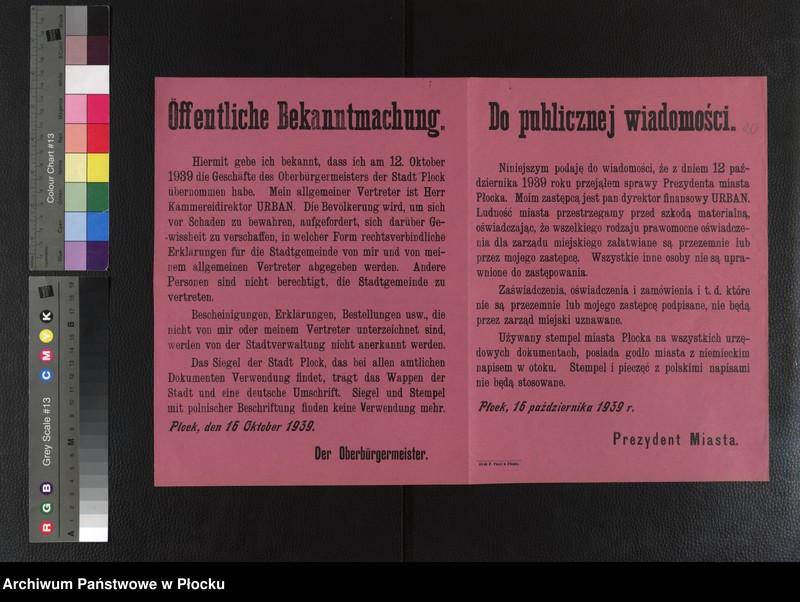 Öffentliche Bekanntmachung.
Hiermit gebe ich bekannt, dass ich am 12. Oktober
1939 die Geschäfte des Oberbürgermeisters der Stadt Plock
übernommen habe. Mein allgemeiner Vertreter ist Herr
Kämmereidirektor URBAN. Die Bevölkerung wird, um sich
vor Schaden zu bewahren, aufgefordert, sich darüber Ge-
-wissheit zu verschaffen, in welcher Form rechtsverbindliche
Erklärungen für die Stadtgemeinde von mir und von mei-
nem allgemeinen Vertreter abgegeben werden. Andere
Personen sind nicht berechtigt, die Stadtgemeinde zu
vertreten.
Bescheinigungen, Erklärungen, Bestellungen usw., die
nicht von mir oder meinem Vertreter unterzeichnet sind,
werden von der Stadtverwaltung nicht anerkannt werden.
Das Siegel der Stadt Plock, das bei allen amtlichen
Dokumenten Verwendung findet, trägt das Wappen der
Stadt und eine deutsche Umschrift. Siegel und Stempel
mit polnischer Beschriftung finden keine Verwendung mehr.
Plock, den 16 Oktober 1939.
Der Oberbürgermeister.
Do publicznej wiadomości.
Niniejszym podaję do wiadomości, że z dniem 12 paź-
dziernika 1939 roku przejąłem sprawy Prezydenta miasta
Płocka. Moim zastępcą jest pan dyrektor finansowy URBAN.
Ludność miasta przestrzegamy przed szkodą materialną,
oświadczając, że wszelkiego rodzaju prawomocne oświadcze-
nia dla zarządu miejskiego załatwiane są przezemnie lub
przez mojego zastępcę. Wszystkie inne osoby nie są upra-
wnione do zastępowania.
Zaświadczenia, oświadczenia i zamówienia i t. d. które
nie są przezemnie lub mojego zastępcę podpisane, nie będą
przez zarząd miejski uznawane.
Używany stempel miasta Płocka na wszystkich urzę-
dowych dokumentach, posiada godło miasta z niemieckim
napisem w otoku. Stempel i pieczęć z polskimi napisami
nie będą stosowane.
Płock, 16 października 1939 r.
Prezydent Miasta.
Colour Chart #13
Grey Scale #13
R G B C M Y K
Archiwum Państwowe w Płocku